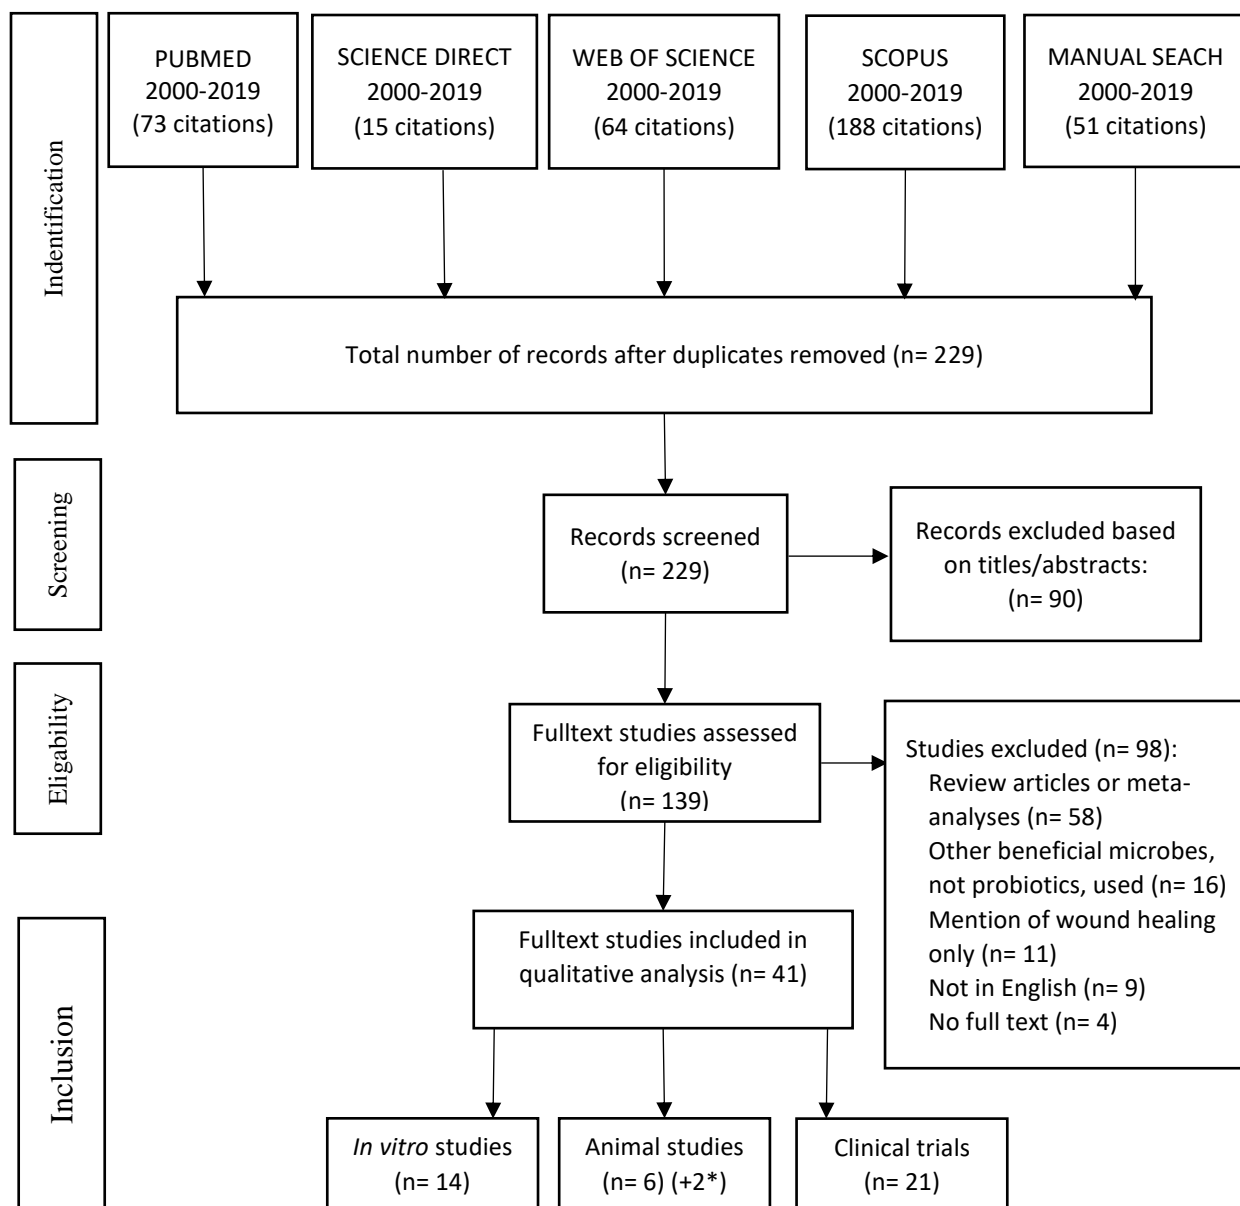 PUBMED
2000-2019
(73 citations)
SCIENCE DIRECT
2000-2019
(15 citations)
WEB OF SCIENCE
2000-2019
(64 citations)
SCOPUS
2000-2019
(188 citations)
MANUAL SEACH
2000-2019
(51 citations)
Indentification
Total number of records after duplicates removed (n= 229)
Screening
Records screened
(n= 229)
Records excluded based
on titles/abstracts:
(n= 90)
Eligability
Fulltext studies assessed
for eligibility
(n= 139)
Studies excluded (n= 98):
Review articles or meta-
analyses (n= 58)
Other beneficial microbes,
not probiotics, used (n= 16)
Mention of wound healing
only (n= 11)
Not in English (n= 9)
No full text (n= 4)
Inclusion
Fulltext studies included in
qualitative analysis (n= 41)
In vitro studies
(n= 14)
Animal studies
(n= 6) (+2*)
Clinical trials
(n= 21)